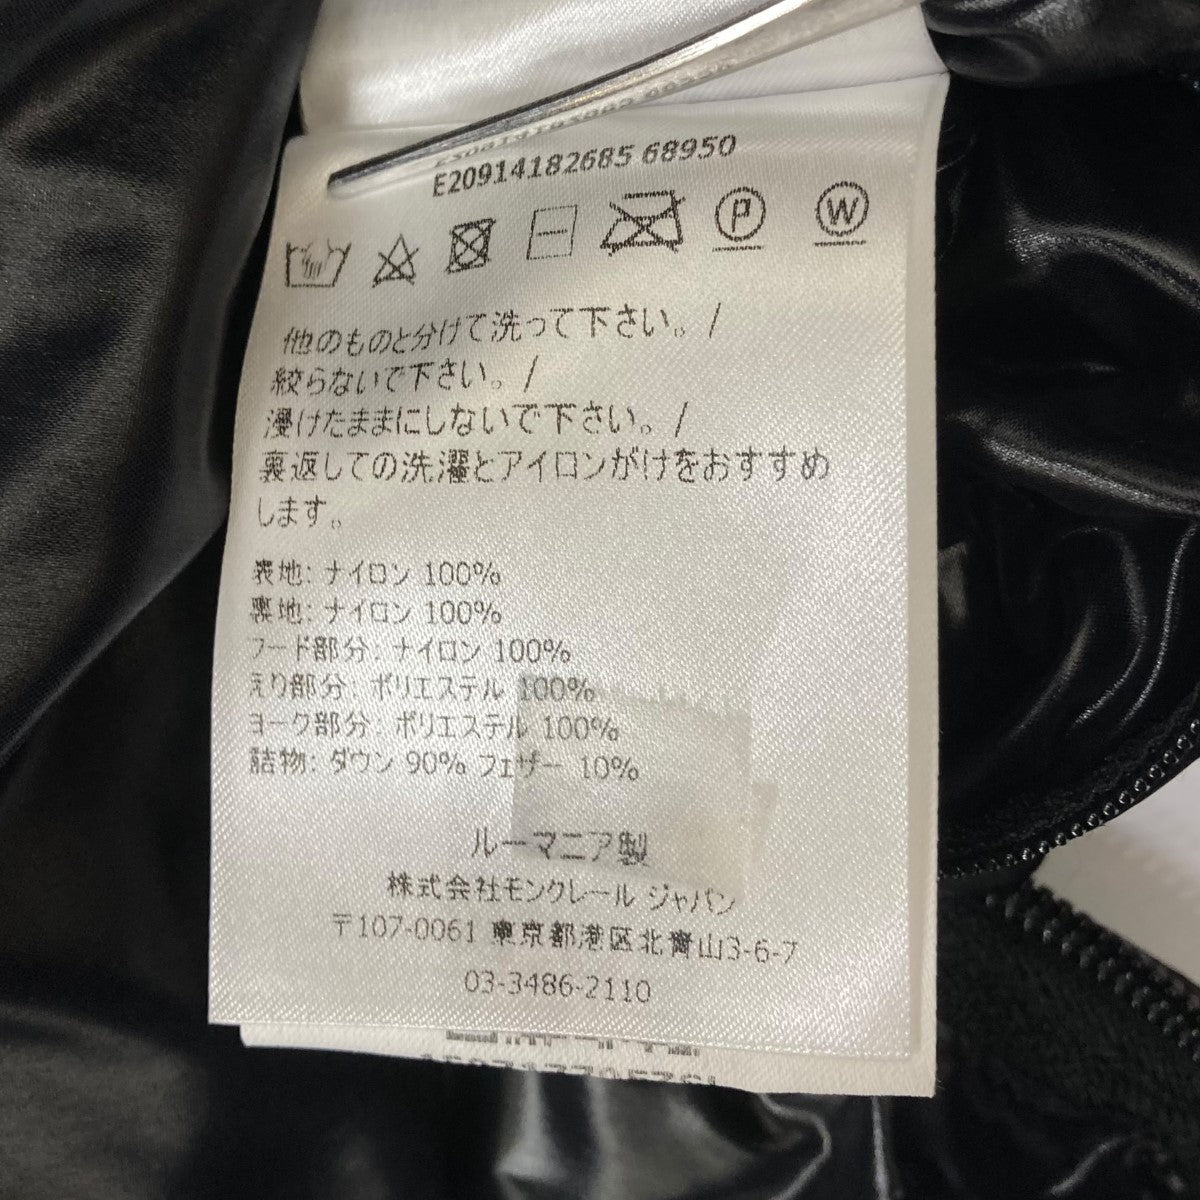 E20914182685 68950
P W
他のものと分けて洗って下さい。/
絞らないで下さい。/
浸けたままにしないで下さい。/
裏返しての洗濯とアイロンがけをおすすめ
します。
表地: ナイロン 100%
裏地: ナイロン 100%
フード部分: ナイロン 100%
えり部分: ポリエステル 100%
ヨーク部分: ポリエステル 100%
詰物: ダウン 90% フェザー 10%
ルーマニア製
株式会社モンクレール ジャパン
〒107-0061 東京都港区北青山3-6-7
03-3486-2110